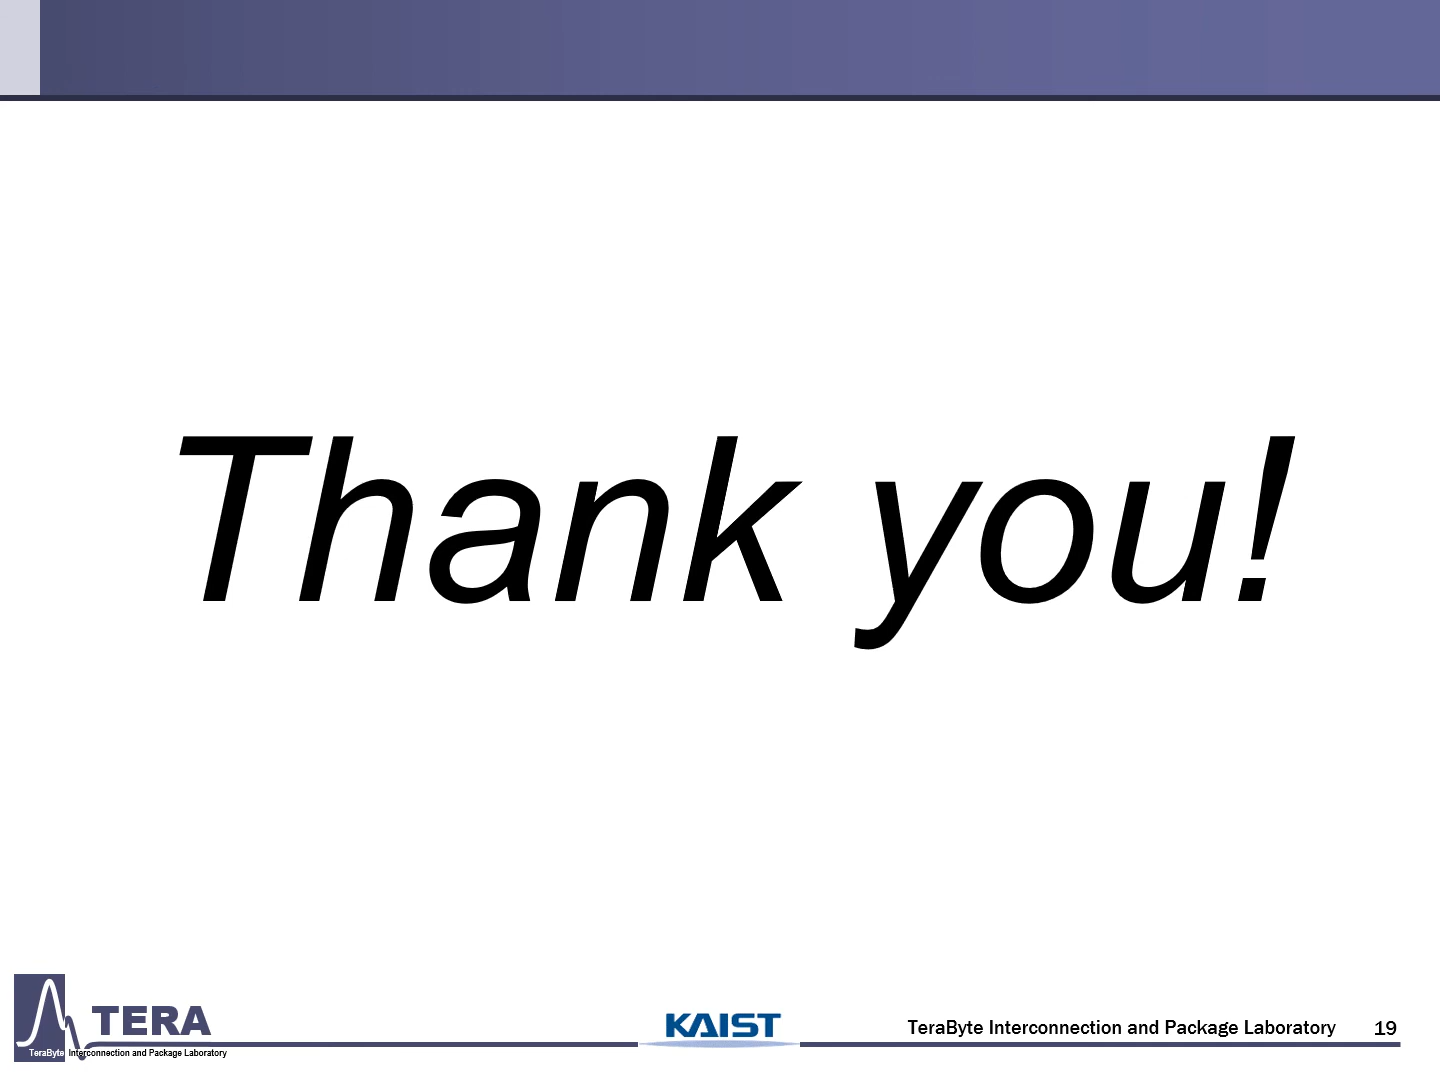 Thank you!
TERA
TeraByte Interconnection and Package Laboratory
KAIST
TeraByte Interconnection and Package Laboratory
19